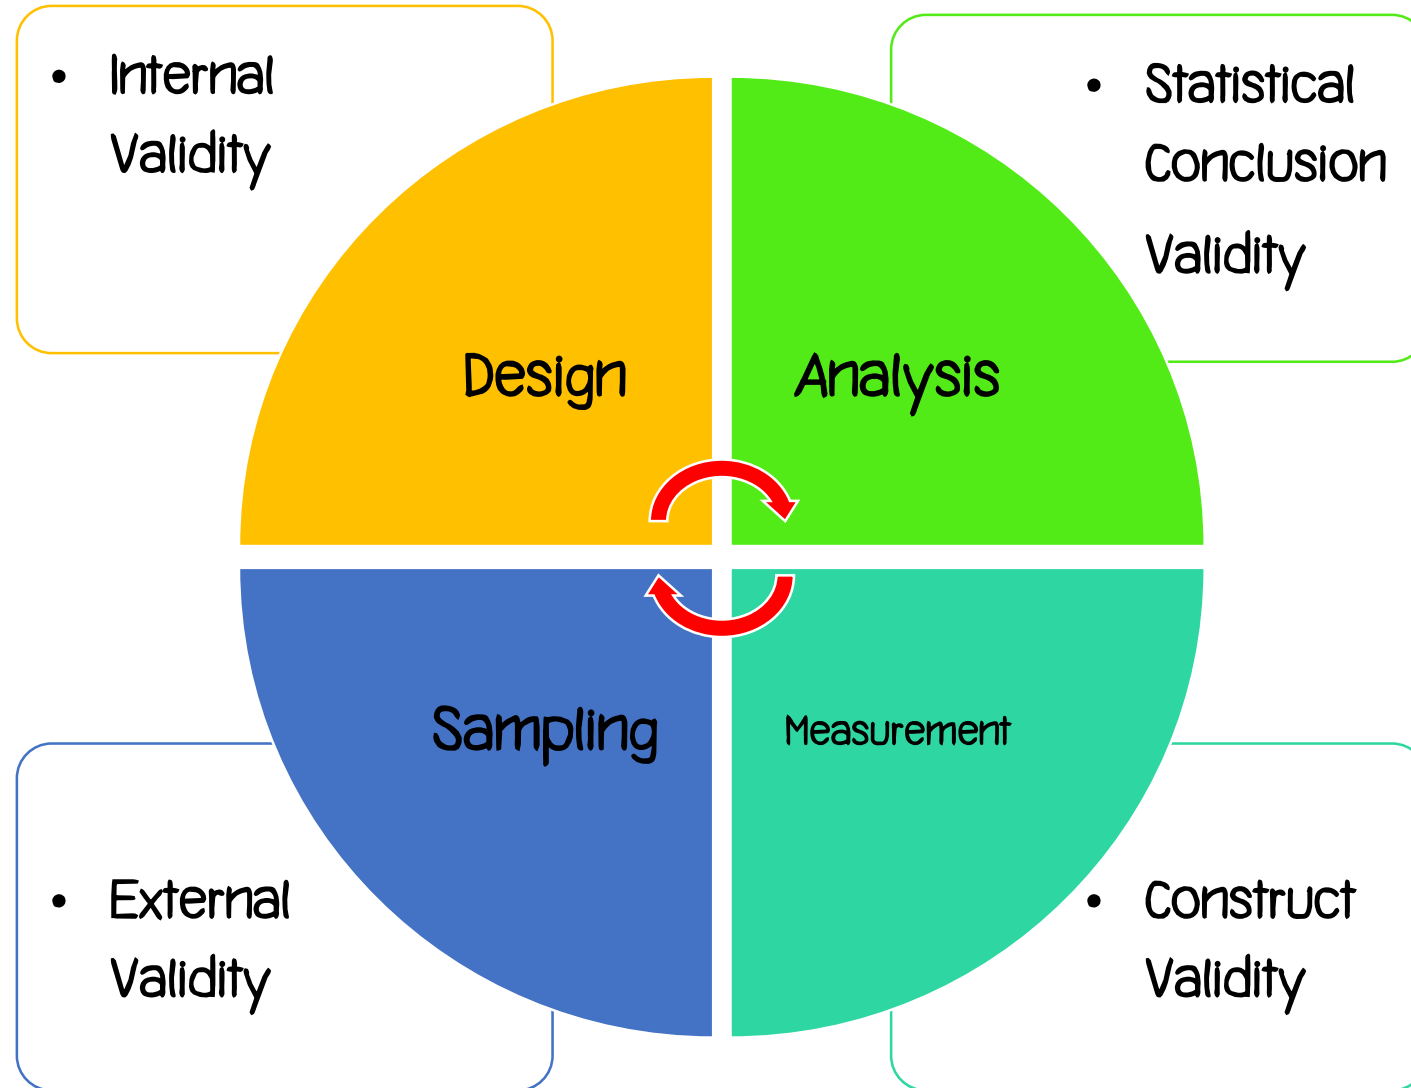 • Internal
Validity
• Statistical
Conclusion
Validity
Design
Analysis
Sampling
Measurement
• External
Validity
• Construct
Validity